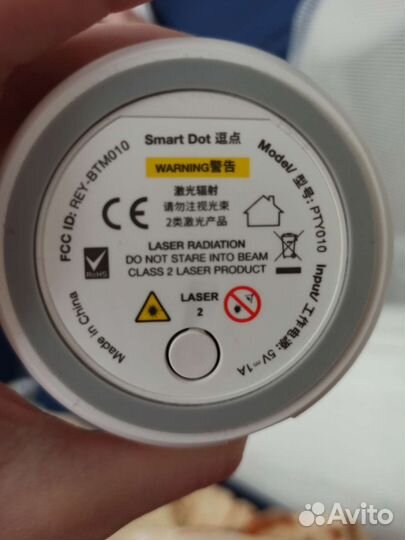 Smart Dot 逗点
WARNING警告
激光辐射
请勿注视光束
2类激光产品
CE
FCC ID: REY-BTM010
Model/ 型号: PTY010
LASER RADIATION
DO NOT STARE INTO BEAM
CLASS 2 LASER PRODUCT
RoHS
LASER
2
Made in China
Input/ 工作电源: 5V⎓1A
Avito